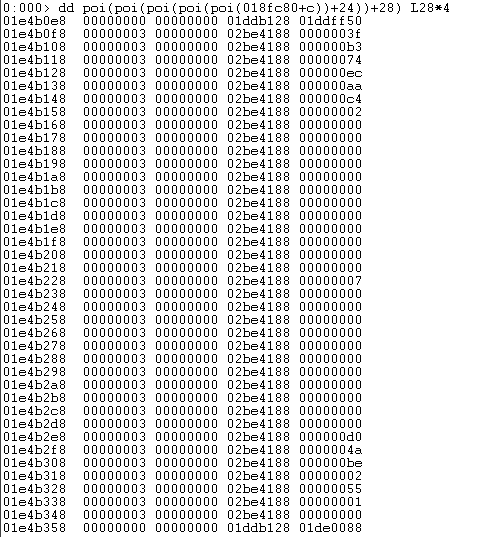 0:000> dd poi(poi(poi(poi(018fc80+c))+24))+28) L28*4
01e4b0e8  00000000 00000000 01ddb128 01ddff50
01e4b0f8  00000003 00000000 02be4188 0000003f
01e4b108  00000003 00000000 02be4188 000000b3
01e4b118  00000003 00000000 02be4188 00000074
01e4b128  00000003 00000000 02be4188 000000ec
01e4b138  00000003 00000000 02be4188 000000aa
01e4b148  00000003 00000000 02be4188 000000c4
01e4b158  00000003 00000000 02be4188 00000002
01e4b168  00000003 00000000 02be4188 00000000
01e4b178  00000003 00000000 02be4188 00000000
01e4b188  00000003 00000000 02be4188 00000000
01e4b198  00000003 00000000 02be4188 00000000
01e4b1a8  00000003 00000000 02be4188 00000000
01e4b1b8  00000003 00000000 02be4188 00000000
01e4b1c8  00000003 00000000 02be4188 00000000
01e4b1d8  00000003 00000000 02be4188 00000000
01e4b1e8  00000003 00000000 02be4188 00000000
01e4b1f8  00000003 00000000 02be4188 00000000
01e4b208  00000003 00000000 02be4188 00000000
01e4b218  00000003 00000000 02be4188 00000000
01e4b228  00000003 00000000 02be4188 00000007
01e4b238  00000003 00000000 02be4188 00000000
01e4b248  00000003 00000000 02be4188 00000000
01e4b258  00000003 00000000 02be4188 00000000
01e4b268  00000003 00000000 02be4188 00000000
01e4b278  00000003 00000000 02be4188 00000000
01e4b288  00000003 00000000 02be4188 00000000
01e4b298  00000003 00000000 02be4188 00000000
01e4b2a8  00000003 00000000 02be4188 00000000
01e4b2b8  00000003 00000000 02be4188 00000000
01e4b2c8  00000003 00000000 02be4188 00000000
01e4b2d8  00000003 00000000 02be4188 00000000
01e4b2e8  00000003 00000000 02be4188 000000d0
01e4b2f8  00000003 00000000 02be4188 0000004a
01e4b308  00000003 00000000 02be4188 000000be
01e4b318  00000003 00000000 02be4188 00000002
01e4b328  00000003 00000000 02be4188 00000055
01e4b338  00000003 00000000 02be4188 00000001
01e4b348  00000003 00000000 02be4188 00000000
01e4b358  00000000 00000000 01ddb128 01de0088